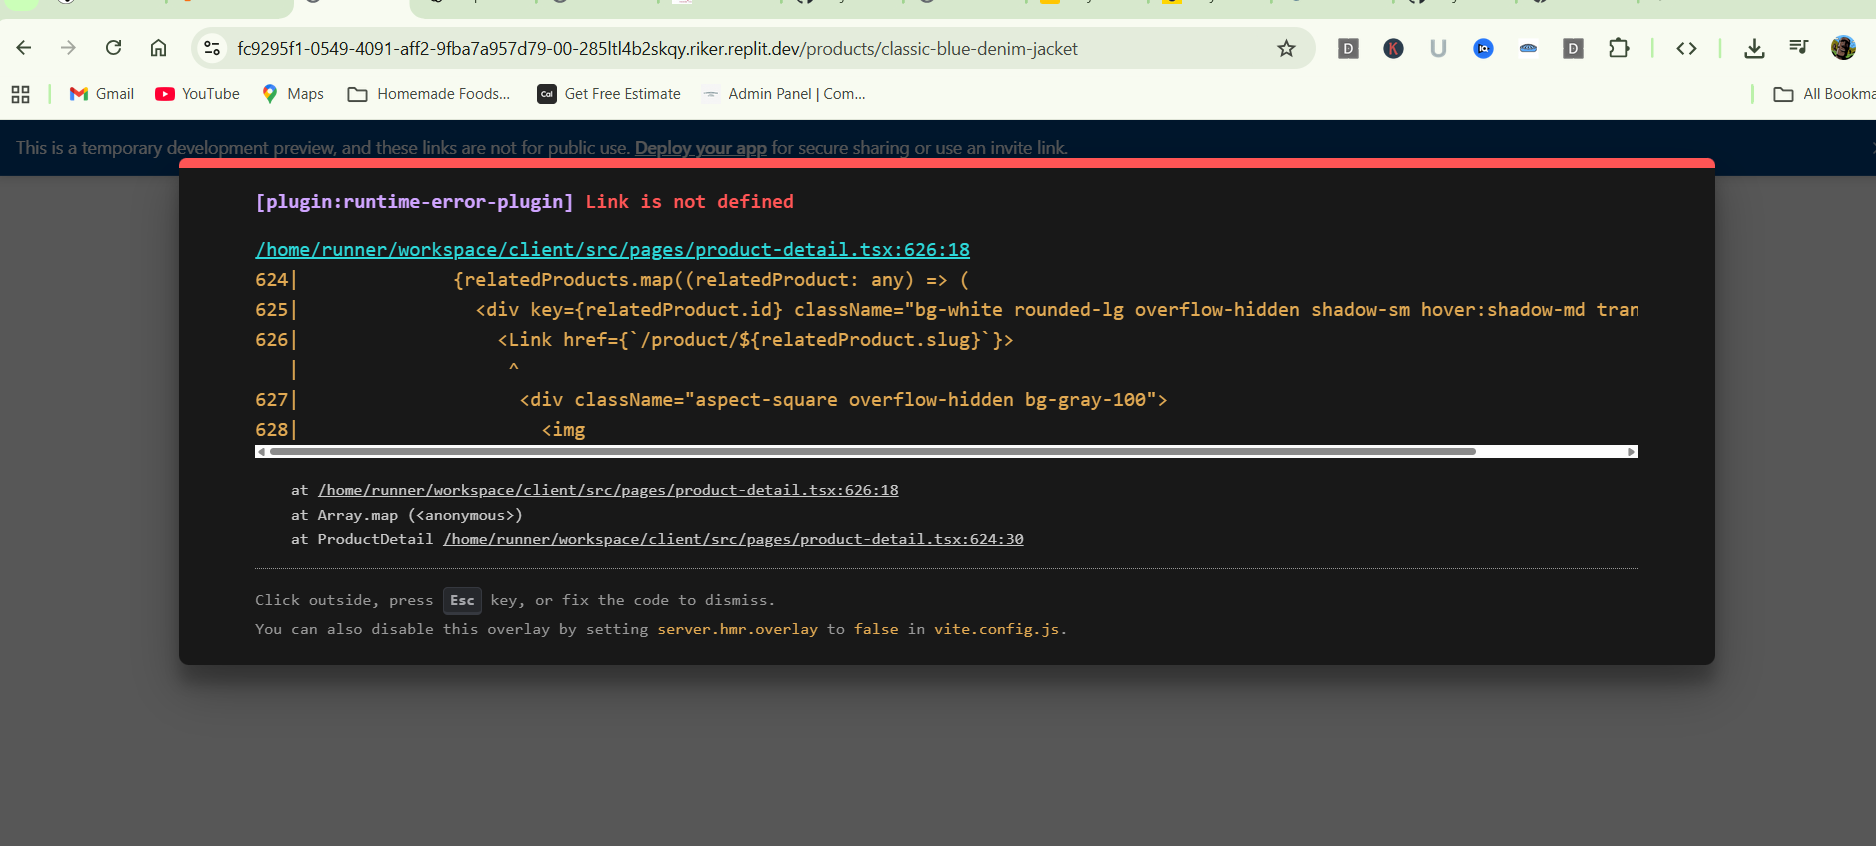 fc9295f1-0549-4091-aff2-9fba7a957d79-00-285ltl4b2skqy.riker.replit.dev/products/classic-blue-denim-jacket
D K U IQ D
Gmail YouTube Maps Homemade Foods... Cal Get Free Estimate Admin Panel | Com... All Bookma
This is a temporary development preview, and these links are not for public use. Deploy your app for secure sharing or use an invite link.
[plugin:runtime-error-plugin] Link is not defined
/home/runner/workspace/client/src/pages/product-detail.tsx:626:18
624| {relatedProducts.map((relatedProduct: any) => (
625| <div key={relatedProduct.id} className="bg-white rounded-lg overflow-hidden shadow-sm hover:shadow-md tran
626| <Link href={`/product/${relatedProduct.slug}`}>
| ^
627| <div className="aspect-square overflow-hidden bg-gray-100">
628| <img
at /home/runner/workspace/client/src/pages/product-detail.tsx:626:18
at Array.map (<anonymous>)
at ProductDetail /home/runner/workspace/client/src/pages/product-detail.tsx:624:30
Click outside, press Esc key, or fix the code to dismiss.
You can also disable this overlay by setting server.hmr.overlay to false in vite.config.js.